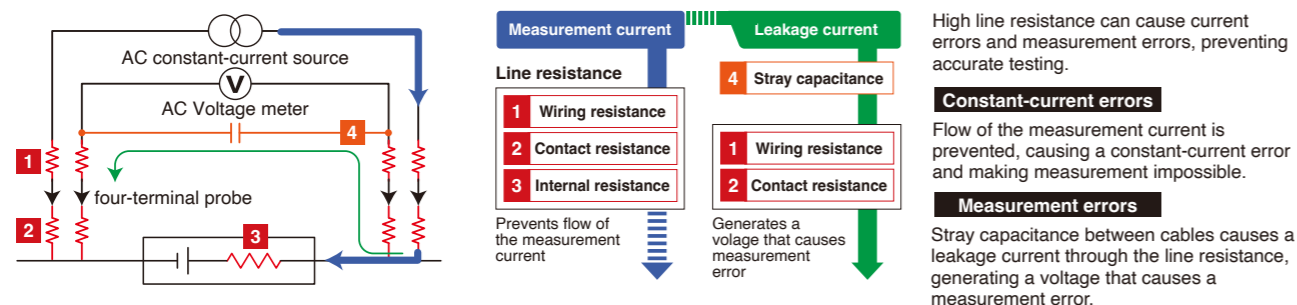 AC constant-current source
V
AC Voltage meter
4
1
four-terminal probe
2
3
Measurement current
Line resistance
1 Wiring resistance
2 Contact resistance
3 Internal resistance
Prevents flow of
the measurement
current
Leakage current
4 Stray capacitance
1 Wiring resistance
2 Contact resistance
Generates a
volage that causes
measurement
error
High line resistance can cause current
errors and measurement errors, preventing
accurate testing.
Constant-current errors
Flow of the measurement current is
prevented, causing a constant-current error
and making measurement impossible.
Measurement errors
Stray capacitance between cables causes a
leakage current through the line resistance,
generating a voltage that causes a
measurement error.